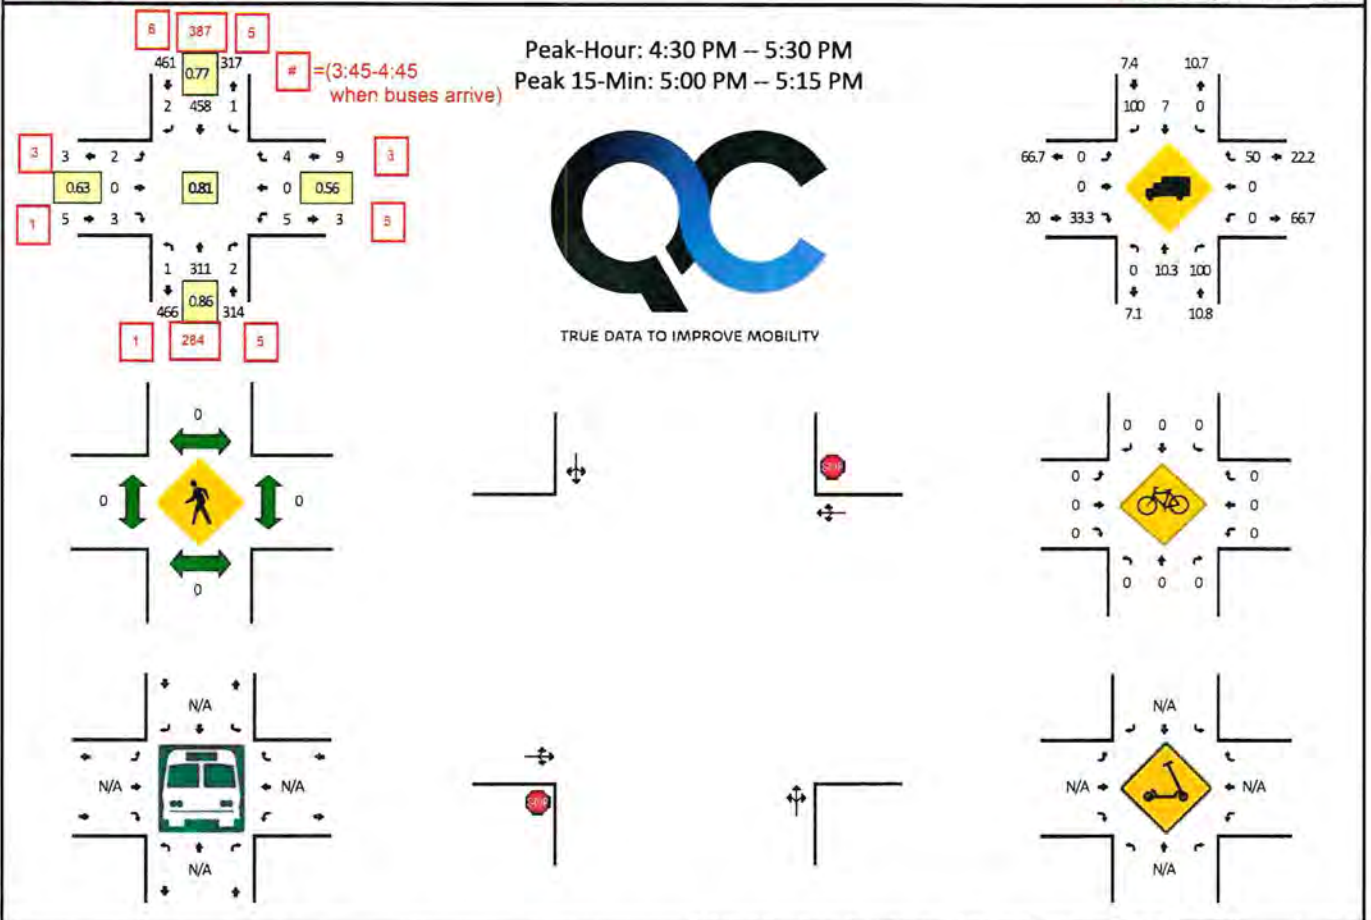 6 387 5
461 0.77 317
# =(3:45-4:45
when buses arrive)
2 458 1
3 3 2 4 9 3
0.63 0 0.81 0 0.56
1 5 3 5 3 5
1 311 2
466 0.86 314
1 284 5
Peak-Hour: 4:30 PM -- 5:30 PM
Peak 15-Min: 5:00 PM -- 5:15 PM
QC
TRUE DATA TO IMPROVE MOBILITY
7.4 10.7
100 7 0
66.7 0 50 22.2
0 0
20 33.3 0 66.7
0 10.3 100
7.1 10.8
0
0 0
0
STOP
STOP
0 0 0
0 0
0 0
0 0
0 0 0
N/A
N/A N/A
N/A
N/A
N/A N/A
N/A